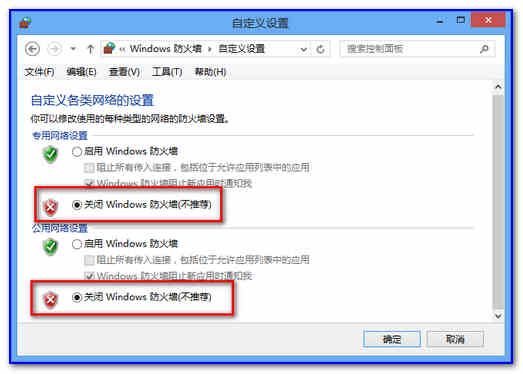 自定义设置
« Windows 防火墙 › 自定义设置
搜索控制面板
文件(F) 编辑(E) 查看(V) 工具(T) 帮助(H)
自定义各类网络的设置
你可以修改使用的每种类型的网络的防火墙设置。
专用网络设置
启用 Windows 防火墙
阻止所有传入连接，包括位于允许应用列表中的应用
Windows 防火墙阻止新应用时通知我
关闭 Windows 防火墙(不推荐)
公用网络设置
启用 Windows 防火墙
阻止所有传入连接，包括位于允许应用列表中的应用
Windows 防火墙阻止新应用时通知我
关闭 Windows 防火墙(不推荐)
确定 取消